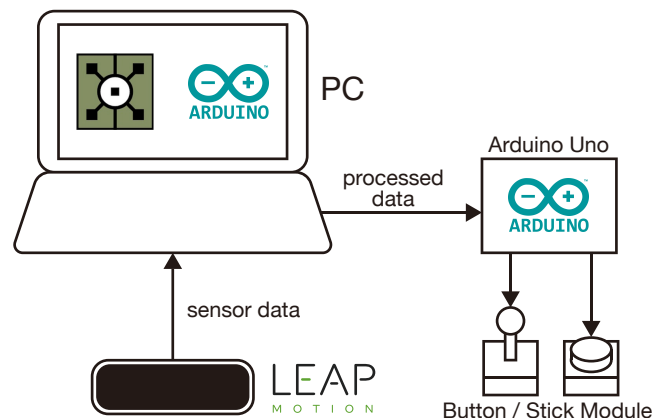 ARDUINO
PC
Arduino Uno
processed
data
ARDUINO
sensor data
LEAP
MOTION
Button / Stick Module